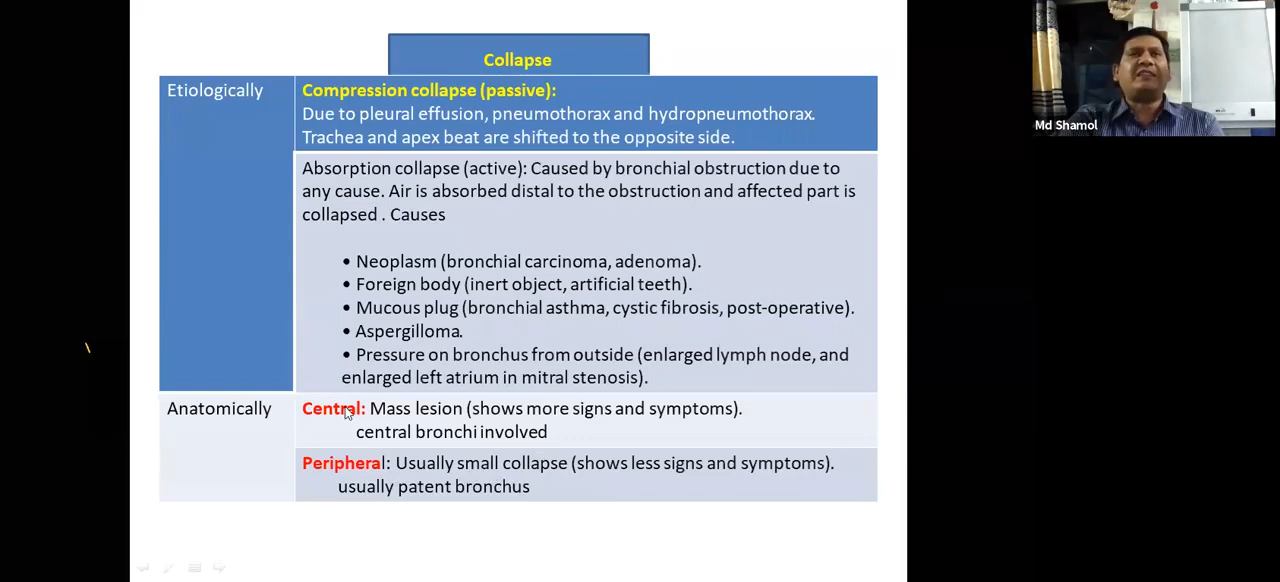 Collapse
Etiologically
Compression collapse (passive):
Due to pleural effusion, pneumothorax and hydropneumothorax.
Trachea and apex beat are shifted to the opposite side.
Absorption collapse (active): Caused by bronchial obstruction due to
any cause. Air is absorbed distal to the obstruction and affected part is
collapsed . Causes
• Neoplasm (bronchial carcinoma, adenoma).
• Foreign body (inert object, artificial teeth).
• Mucous plug (bronchial asthma, cystic fibrosis, post-operative).
• Aspergilloma.
• Pressure on bronchus from outside (enlarged lymph node, and
enlarged left atrium in mitral stenosis).
Anatomically
Central: Mass lesion (shows more signs and symptoms).
central bronchi involved
Peripheral: Usually small collapse (shows less signs and symptoms).
usually patent bronchus
Md Shamol